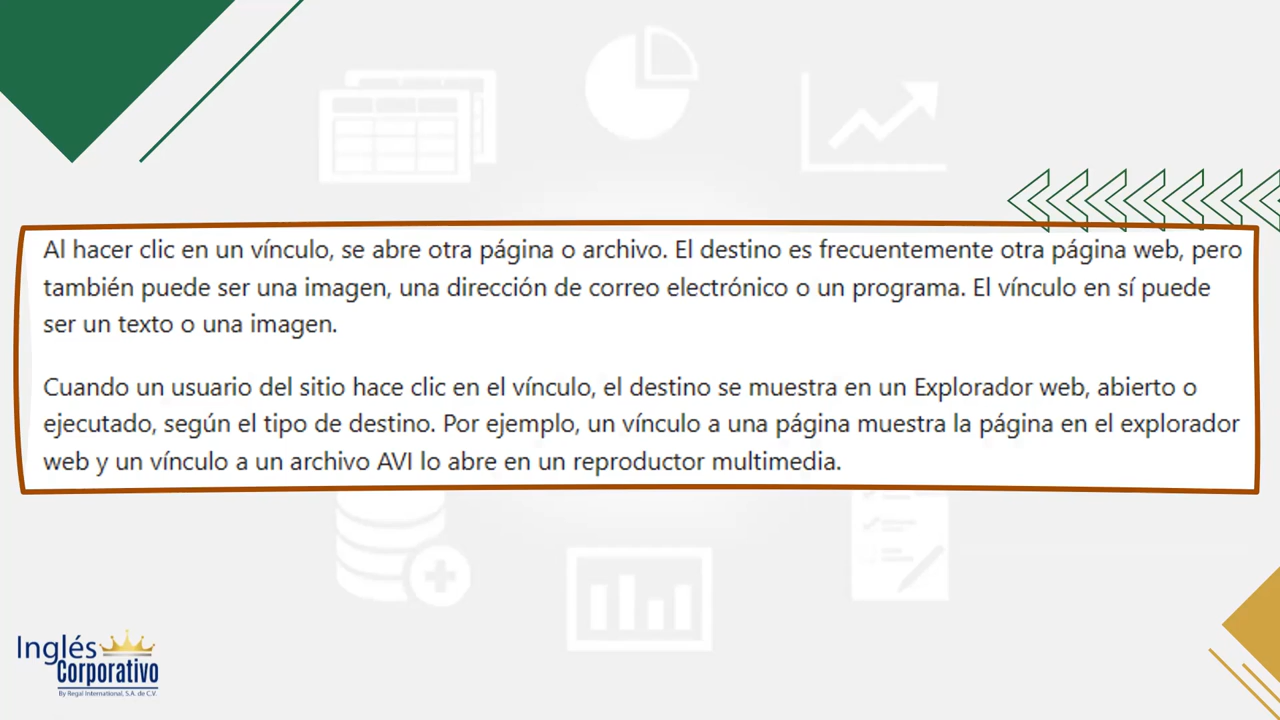 Al hacer clic en un vínculo, se abre otra página o archivo. El destino es frecuentemente otra página web, pero
también puede ser una imagen, una dirección de correo electrónico o un programa. El vínculo en sí puede
ser un texto o una imagen.
Cuando un usuario del sitio hace clic en el vínculo, el destino se muestra en un Explorador web, abierto o
ejecutado, según el tipo de destino. Por ejemplo, un vínculo a una página muestra la página en el explorador
web y un vínculo a un archivo AVI lo abre en un reproductor multimedia.
Inglés
Corporativo
By Regal International, S.A. de C.V.